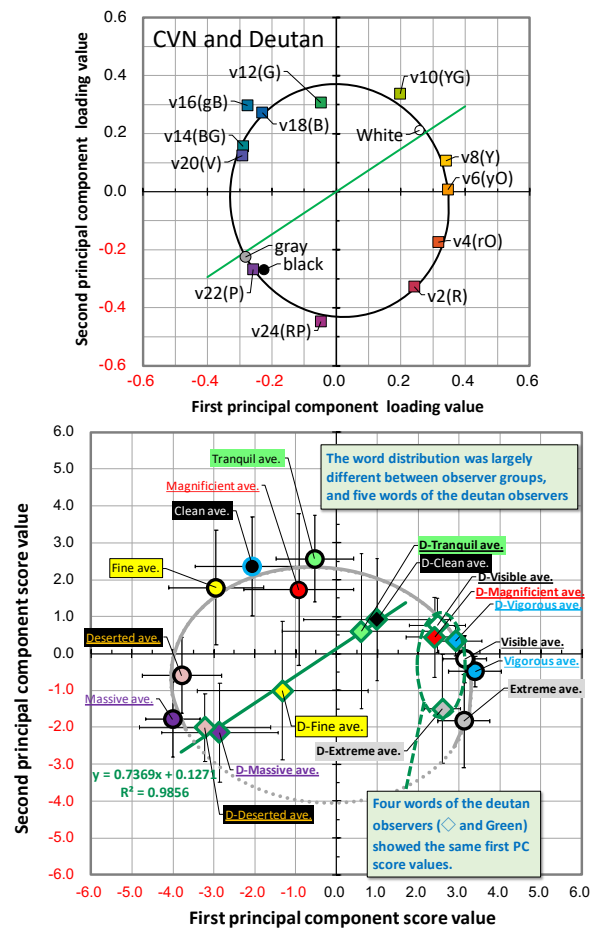 CVN and Deutan
Second principal component loading value
0.6
0.4
0.2
0.0
-0.2
-0.4
-0.6
v12(G)
v10(YG)
v16(gB)
v18(B)
White
v14(BG)
v20(V)
v8(Y)
v6(yO)
v4(rO)
gray
black
v22(P)
v2(R)
v24(RP)
-0.6 -0.4 -0.2 0.0 0.2 0.4 0.6
First principal component loading value
Second principal component score value
6.0
5.0
4.0
3.0
2.0
1.0
0.0
-1.0
-2.0
-3.0
-4.0
-5.0
-6.0
Tranquil ave.
Magnificient ave.
Clean ave.
Fine ave.
Deserted ave.
Massive ave.
The word distribution was largely
different between observer groups,
and five words of the deutan observers
D-Tranquil ave.
D-Clean ave.
D-Visible ave.
D-Magnificient ave.
D-Vigorous ave.
Visible ave.
Vigorous ave.
Extreme ave.
D-Fine ave.
D-Extreme ave.
D-Massive ave.
y = 0.7369x + 0.1271
R² = 0.9856
D-Deserted ave.
Four words of the deutan
observers (◇ and Green)
showed the same first PC
score values.
-6.0 -5.0 -4.0 -3.0 -2.0 -1.0 0.0 1.0 2.0 3.0 4.0 5.0 6.0
First principal component score value